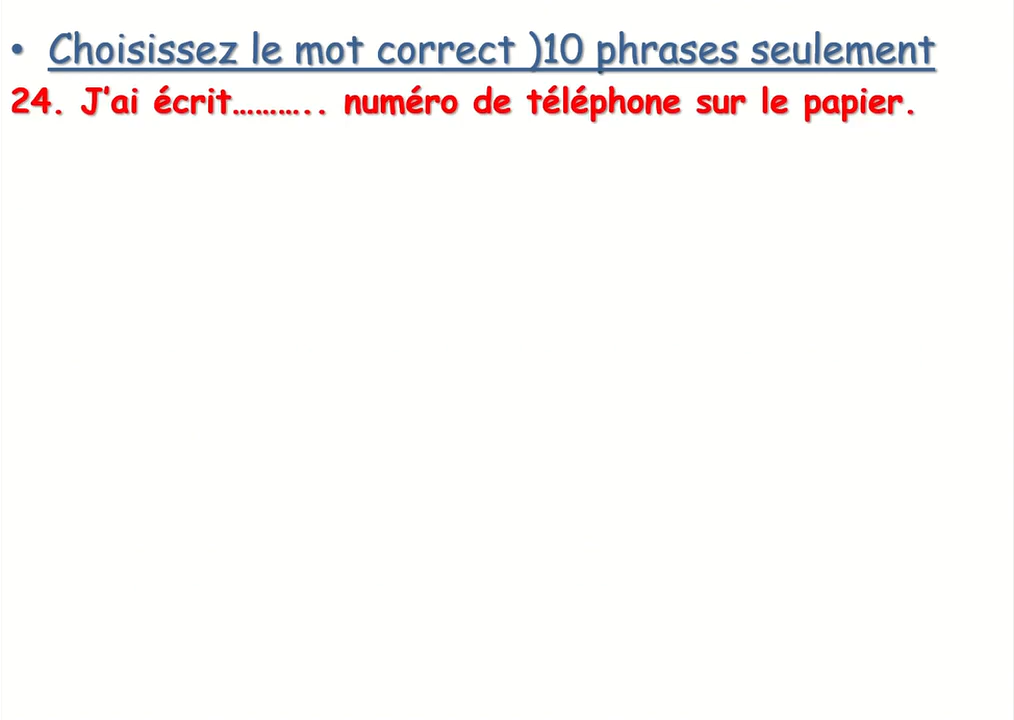 • Choisissez le mot correct )10 phrases seulement
24. J'ai écrit……….. numéro de téléphone sur le papier.